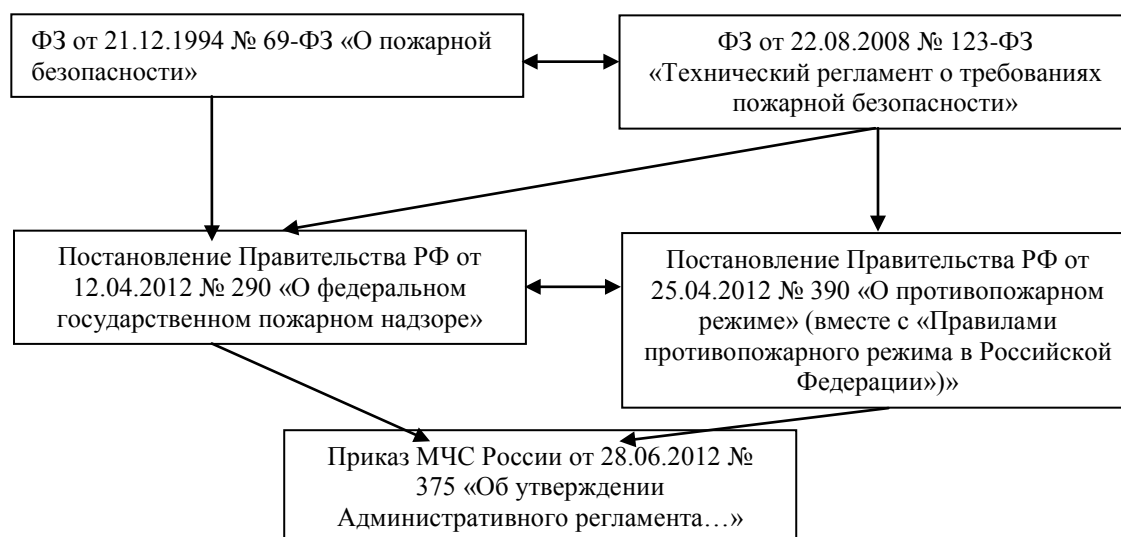 ФЗ от 21.12.1994 № 69-ФЗ «О пожарной
безопасности»
ФЗ от 22.08.2008 № 123-ФЗ
«Технический регламент о требованиях
пожарной безопасности»
Постановление Правительства РФ от
12.04.2012 № 290 «О федеральном
государственном пожарном надзоре»
Постановление Правительства РФ от
25.04.2012 № 390 «О противопожарном
режиме» (вместе с «Правилами
противопожарного режима в Российской
Федерации»)»
Приказ МЧС России от 28.06.2012 №
375 «Об утверждении
Административного регламента…»